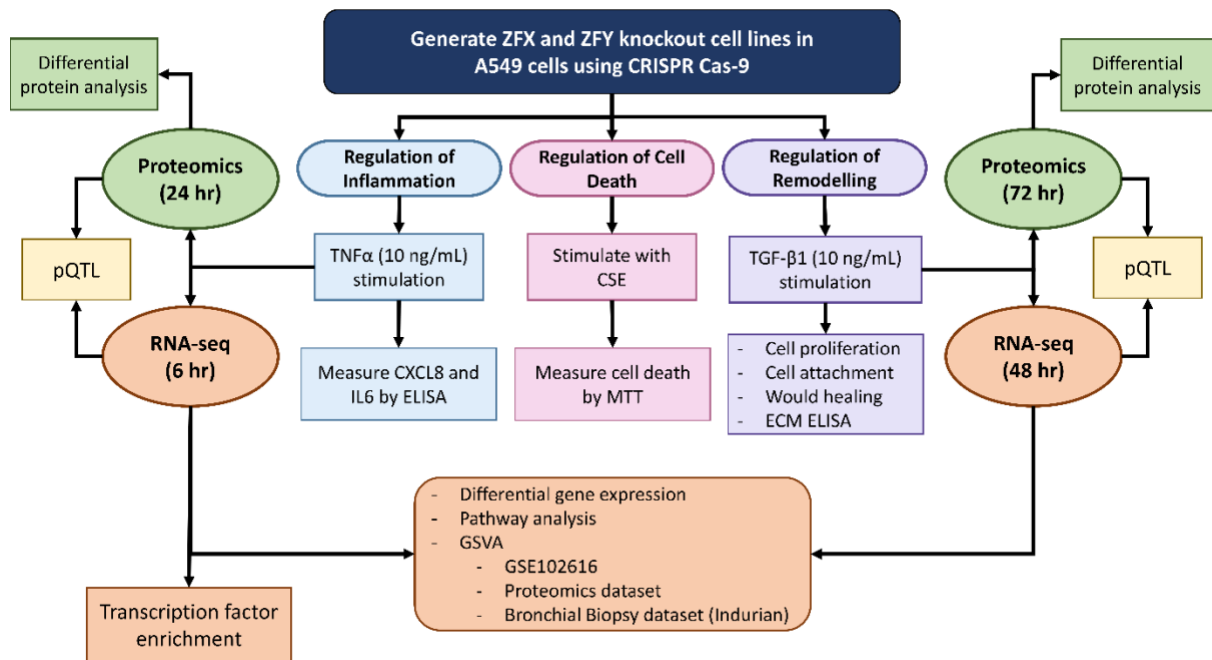 Generate ZFX and ZFY knockout cell lines in
A549 cells using CRISPR Cas-9
Differential
protein analysis
Differential
protein analysis
Proteomics
(24 hr)
Regulation of
Inflammation
Regulation of Cell
Death
Regulation of
Remodelling
Proteomics
(72 hr)
pQTL
TNFα (10 ng/mL)
stimulation
Stimulate with
CSE
TGF-β1 (10 ng/mL)
stimulation
pQTL
RNA-seq
(6 hr)
Measure CXCL8 and
IL6 by ELISA
Measure cell death
by MTT
- Cell proliferation
- Cell attachment
- Would healing
- ECM ELISA
RNA-seq
(48 hr)
- Differential gene expression
- Pathway analysis
- GSVA
- GSE102616
- Proteomics dataset
- Bronchial Biopsy dataset (Indurian)
Transcription factor
enrichment